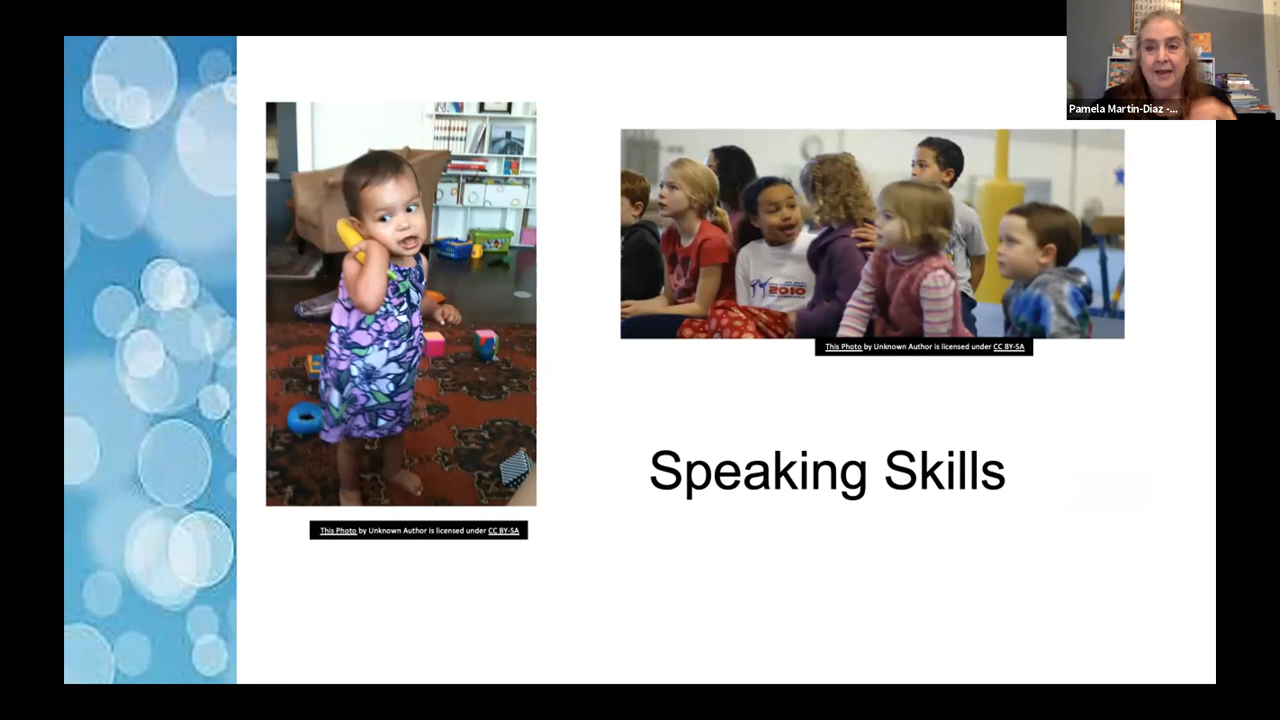 Pamela Martin-Diaz -...
2010
This Photo by Unknown Author is licensed under CC BY-SA
Speaking Skills
This Photo by Unknown Author is licensed under CC BY-SA